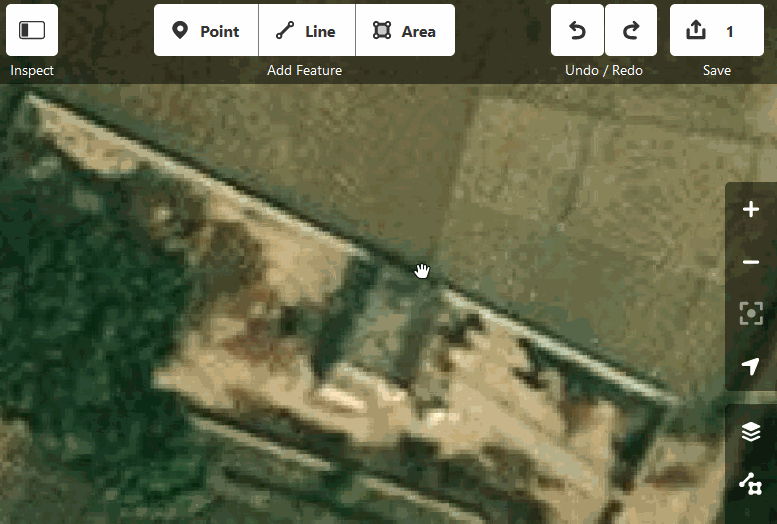 Point
Line
Area
1
Inspect
Add Feature
Undo / Redo
Save